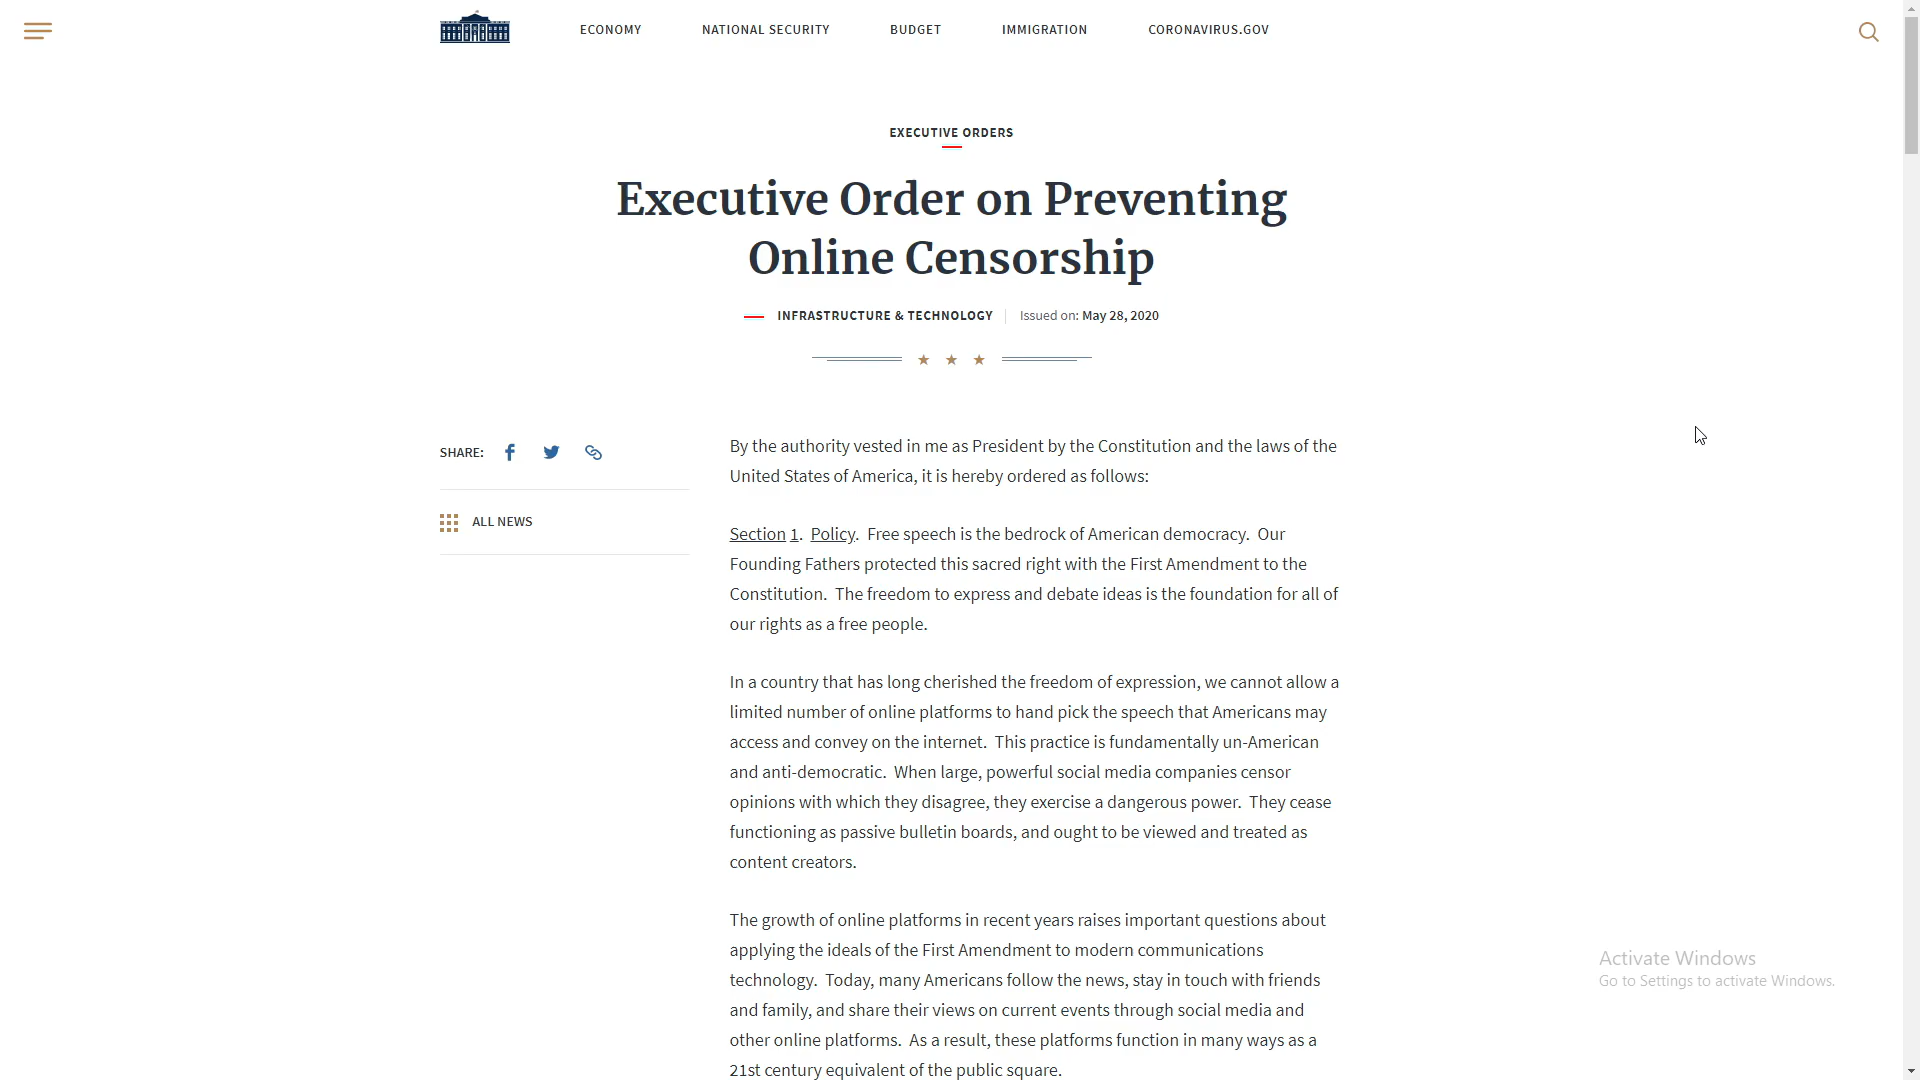 ECONOMY NATIONAL SECURITY BUDGET IMMIGRATION CORONAVIRUS.GOV
EXECUTIVE ORDERS
Executive Order on Preventing
Online Censorship
INFRASTRUCTURE & TECHNOLOGY Issued on: May 28, 2020
SHARE:
ALL NEWS
By the authority vested in me as President by the Constitution and the laws of the
United States of America, it is hereby ordered as follows:
Section 1.  Policy.  Free speech is the bedrock of American democracy.  Our
Founding Fathers protected this sacred right with the First Amendment to the
Constitution.  The freedom to express and debate ideas is the foundation for all of
our rights as a free people.
In a country that has long cherished the freedom of expression, we cannot allow a
limited number of online platforms to hand pick the speech that Americans may
access and convey on the internet.  This practice is fundamentally un-American
and anti-democratic.  When large, powerful social media companies censor
opinions with which they disagree, they exercise a dangerous power.  They cease
functioning as passive bulletin boards, and ought to be viewed and treated as
content creators.
The growth of online platforms in recent years raises important questions about
applying the ideals of the First Amendment to modern communications
technology.  Today, many Americans follow the news, stay in touch with friends
and family, and share their views on current events through social media and
other online platforms.  As a result, these platforms function in many ways as a
21st century equivalent of the public square.
Activate Windows
Go to Settings to activate Windows.